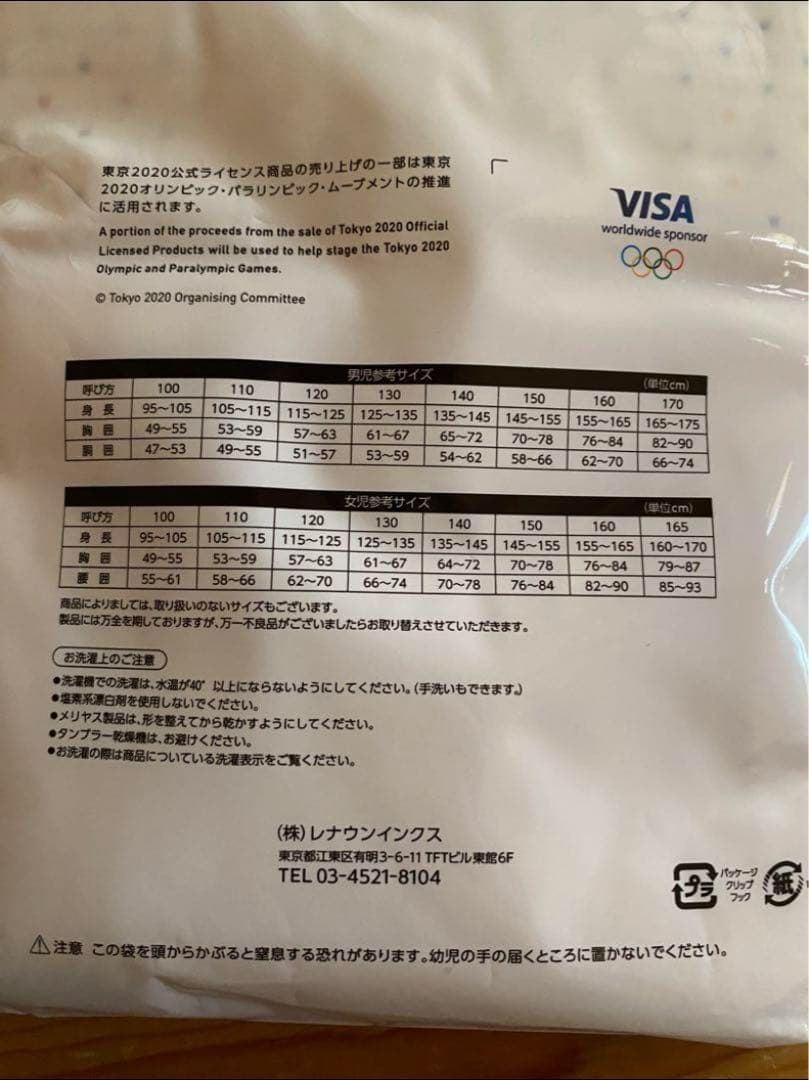 東京2020公式ライセンス商品の売り上げの一部は東京
2020オリンピック・パラリンピック・ムーブメントの推進
に活用されます。
A portion of the proceeds from the sale of Tokyo 2020 Official
Licensed Products will be used to help stage the Tokyo 2020
Olympic and Paralympic Games.
© Tokyo 2020 Organising Committee
VISA
worldwide sponsor
男児参考サイズ (単位cm)
呼び方 100 110 120 130 140 150 160 170
身長 95〜105 105〜115 115〜125 125〜135 135〜145 145〜155 155〜165 165〜175
胸囲 49〜55 53〜59 57〜63 61〜67 65〜72 70〜78 76〜84 82〜90
胴囲 47〜53 49〜55 51〜57 53〜59 54〜62 58〜66 62〜70 66〜74
女児参考サイズ (単位cm)
呼び方 100 110 120 130 140 150 160 165
身長 95〜105 105〜115 115〜125 125〜135 135〜145 145〜155 155〜165 160〜170
胸囲 49〜55 53〜59 57〜63 61〜67 64〜72 70〜78 76〜84 79〜87
腰囲 55〜61 58〜66 62〜70 66〜74 70〜78 76〜84 82〜90 85〜93
商品によりましては、取り扱いのないサイズもございます。
製品には万全を期しておりますが、万一不良品がございましたらお取り替えさせていただきます。
お洗濯上のご注意
●洗濯機での洗濯は、水温が40°以上にならないようにしてください。(手洗いもできます。)
●塩素系漂白剤を使用しないでください。
●メリヤス製品は、形を整えてから乾かすようにしてください。
●タンブラー乾燥機は、お避けください。
●お洗濯の際は商品についている洗濯表示をご覧ください。
(株)レナウンインクス
東京都江東区有明3-6-11 TFTビル東館6F
TEL 03-4521-8104
プラ
パッケージ
クリップ
フック
紙
⚠注意 この袋を頭からかぶると窒息する恐れがあります。幼児の手の届くところに置かないでください。